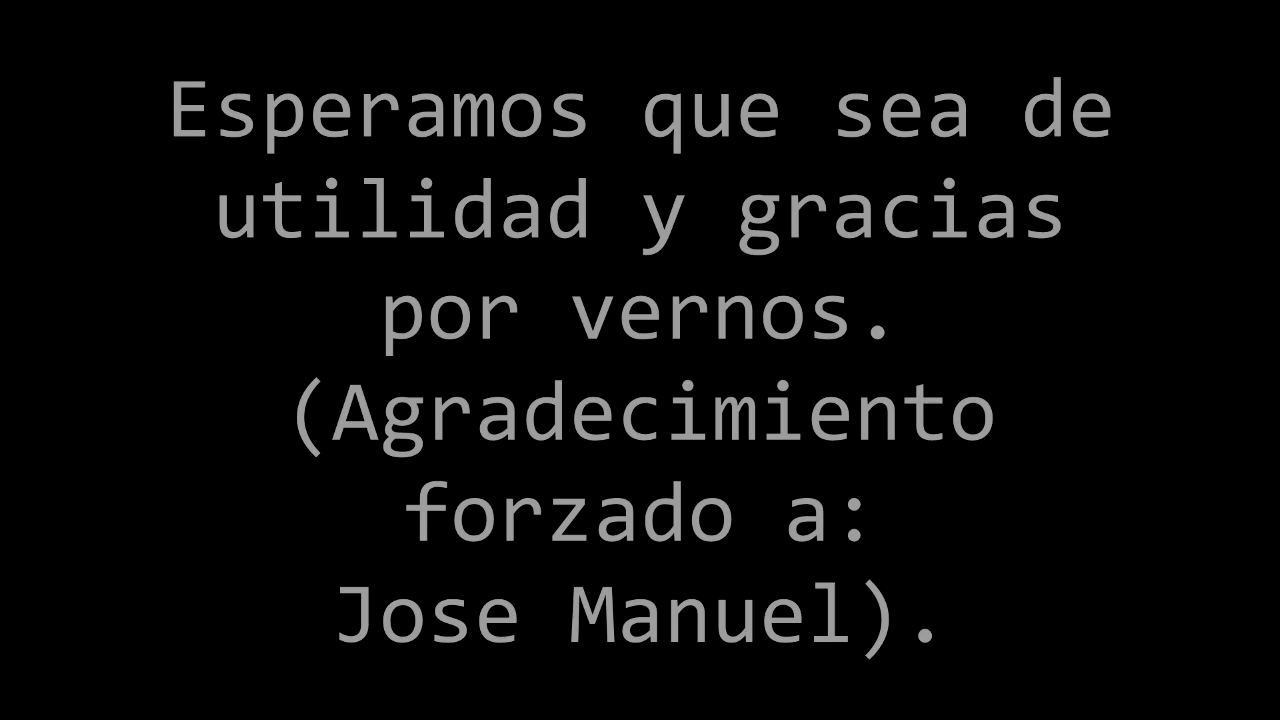 Esperamos que sea de
utilidad y gracias
por vernos.
(Agradecimiento
forzado a:
Jose Manuel).